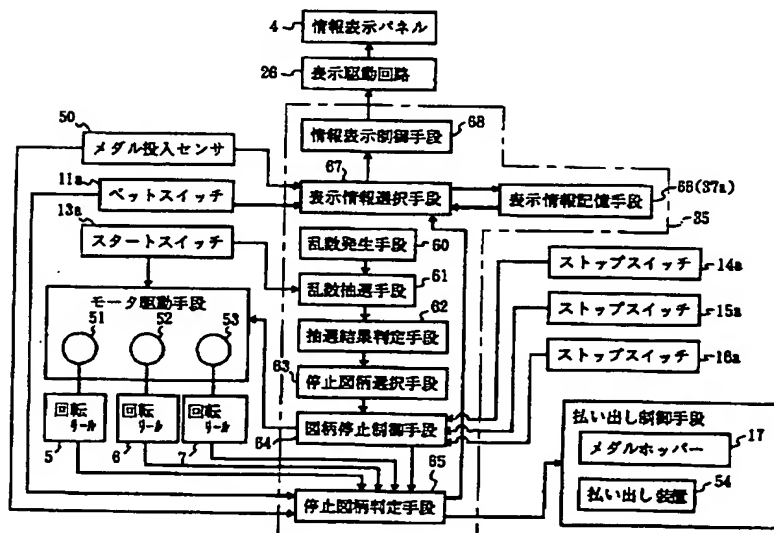 4 情報表示パネル
26 表示駆動回路
50 メダル投入センサ
情報表示制御手段 68
11a ベットスイッチ
67 表示情報選択手段
表示情報記憶手段 66(37a)
13a スタートスイッチ
35
乱数発生手段 60
乱数抽選手段 61
ストップスイッチ 14a
モータ駆動手段
51 52 53
62
抽選結果判定手段
ストップスイッチ 15a
63 停止図柄選択手段
ストップスイッチ 16a
回転リール 回転リール 回転リール
5 6 7
64 図柄停止制御手段
払い出し制御手段
メダルホッパー 17
65
停止図柄判定手段
払い出し装置 54